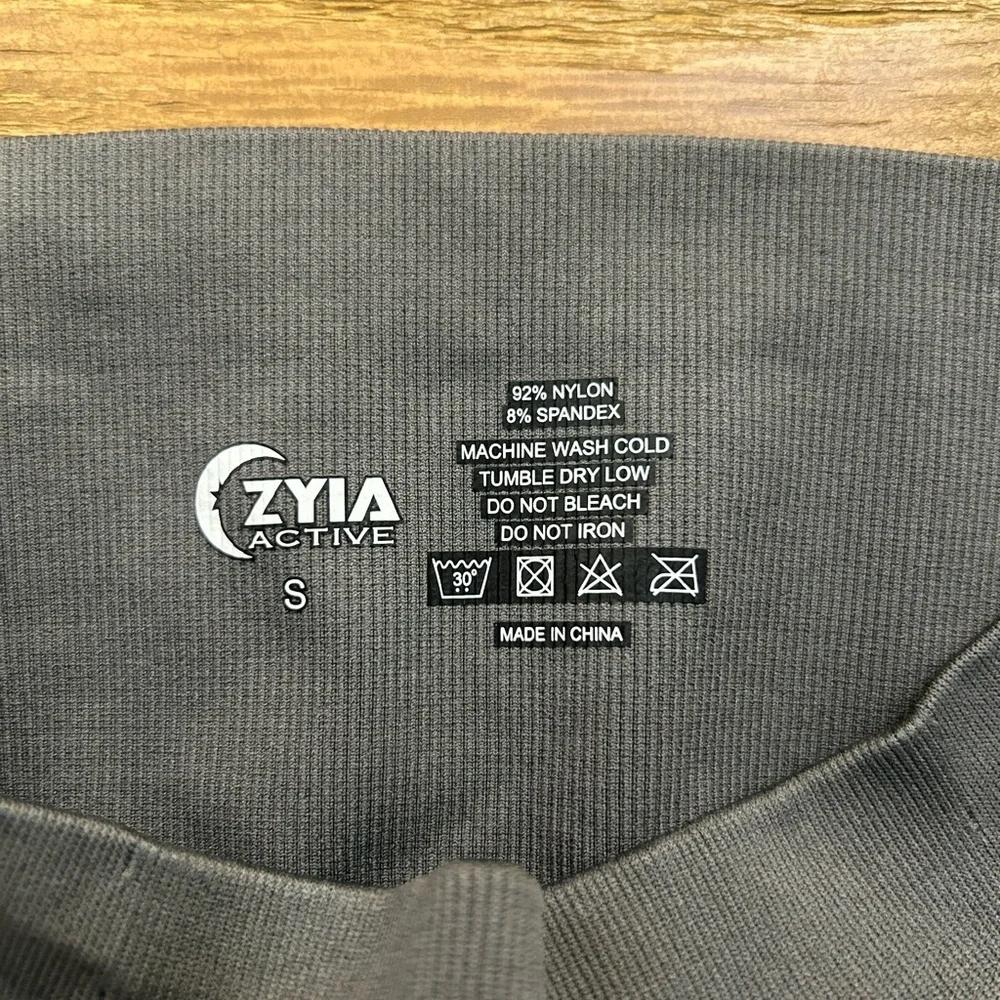 ZYIA
ACTIVE
S
92% NYLON
8% SPANDEX
MACHINE WASH COLD
TUMBLE DRY LOW
DO NOT BLEACH
DO NOT IRON
30°
MADE IN CHINA